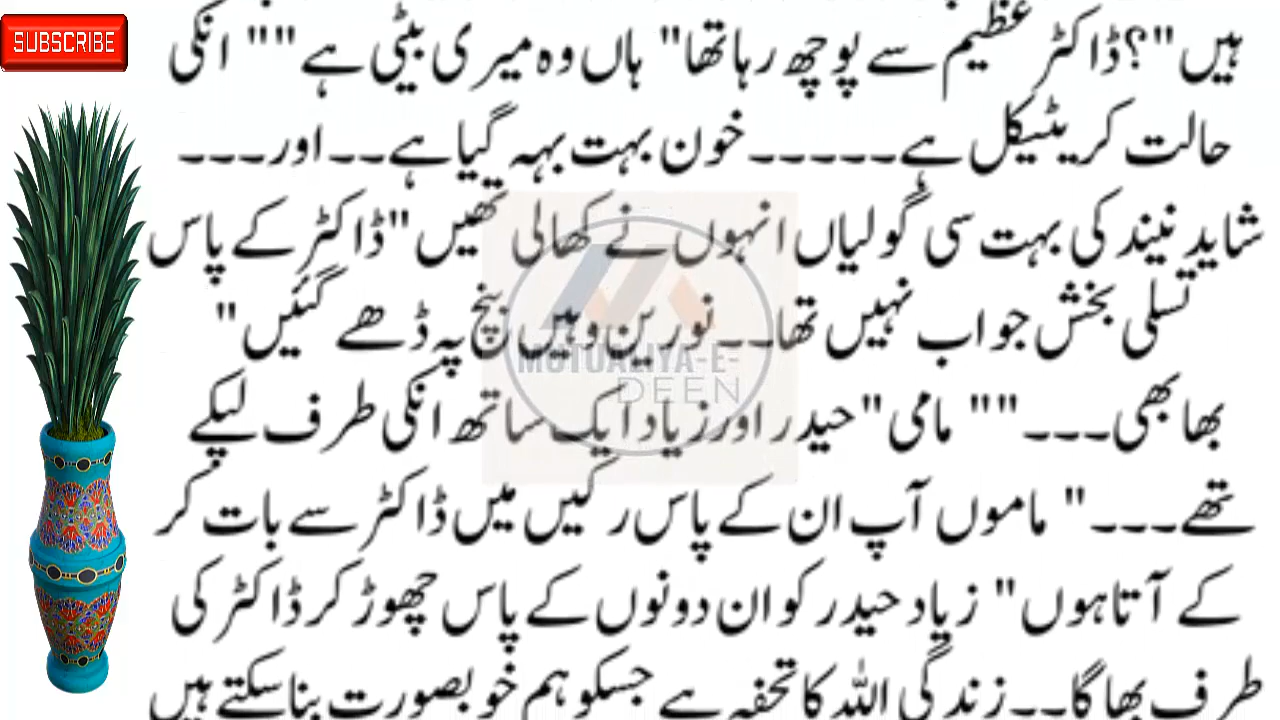 SUBSCRIBE
ہیں"؟ ڈاکٹر عظیم سے پوچھ رہا تھا" ہاں وہ میری بیٹی ہے"" انکی
حالت کریٹیکل ہے۔۔۔۔۔ خون بہت بہہ گیا ہے۔۔ اور۔۔۔
شاید نیند کی بہت سی گولیاں انہوں نے کھالی تھیں" ڈاکٹر کے پاس
تسلی بخش جواب نہیں تھا۔۔ نورین وہیں بنچ پہ ڈھے گئیں"
بھابھی۔۔۔"" مامی" حیدر اور زیاد ایک ساتھ انکی طرف لپکے
تھے۔۔۔" ماموں آپ ان کے پاس رکیں میں ڈاکٹر سے بات کر
کے آتا ہوں" زیاد حیدر کو ان دونوں کے پاس چھوڑ کر ڈاکٹر کی
طرف بھاگا۔۔ زندگی اللہ کا تحفہ ہے جسکو ہم خوبصورت بنا سکتے ہیں
MUTUALIYA-E-
DEEN